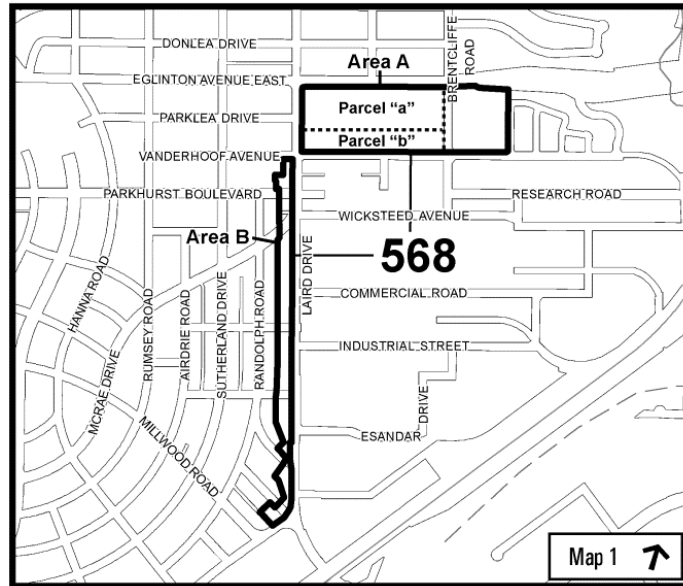 DONLEA DRIVE
EGLINTON AVENUE EAST
Area A
BRENTCLIFFE
ROAD
PARKLEA DRIVE
Parcel "a"
Parcel "b"
VANDERHOOF AVENUE
PARKHURST BOULEVARD
RESEARCH ROAD
WICKSTEED AVENUE
Area B
568
LAIRD DRIVE
COMMERCIAL ROAD
HANNA ROAD
RUMSEY ROAD
AIRDRIE ROAD
SUTHERLAND DRIVE
RANDOLPH ROAD
INDUSTRIAL STREET
MCRAE DRIVE
MILLWOOD ROAD
DRIVE
ESANDAR
Map 1